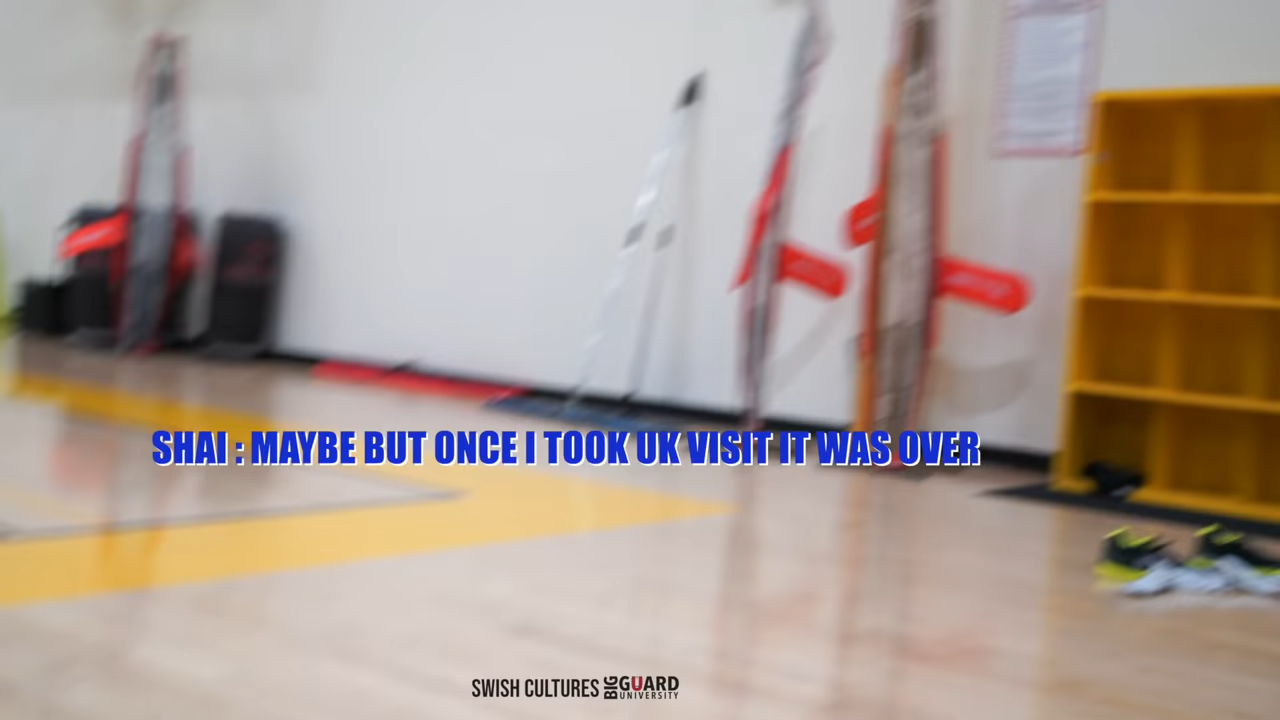 SHAI : MAYBE BUT ONCE I TOOK UK VISIT IT WAS OVER
SWISH CULTURES BIG GUARD UNIVERSITY